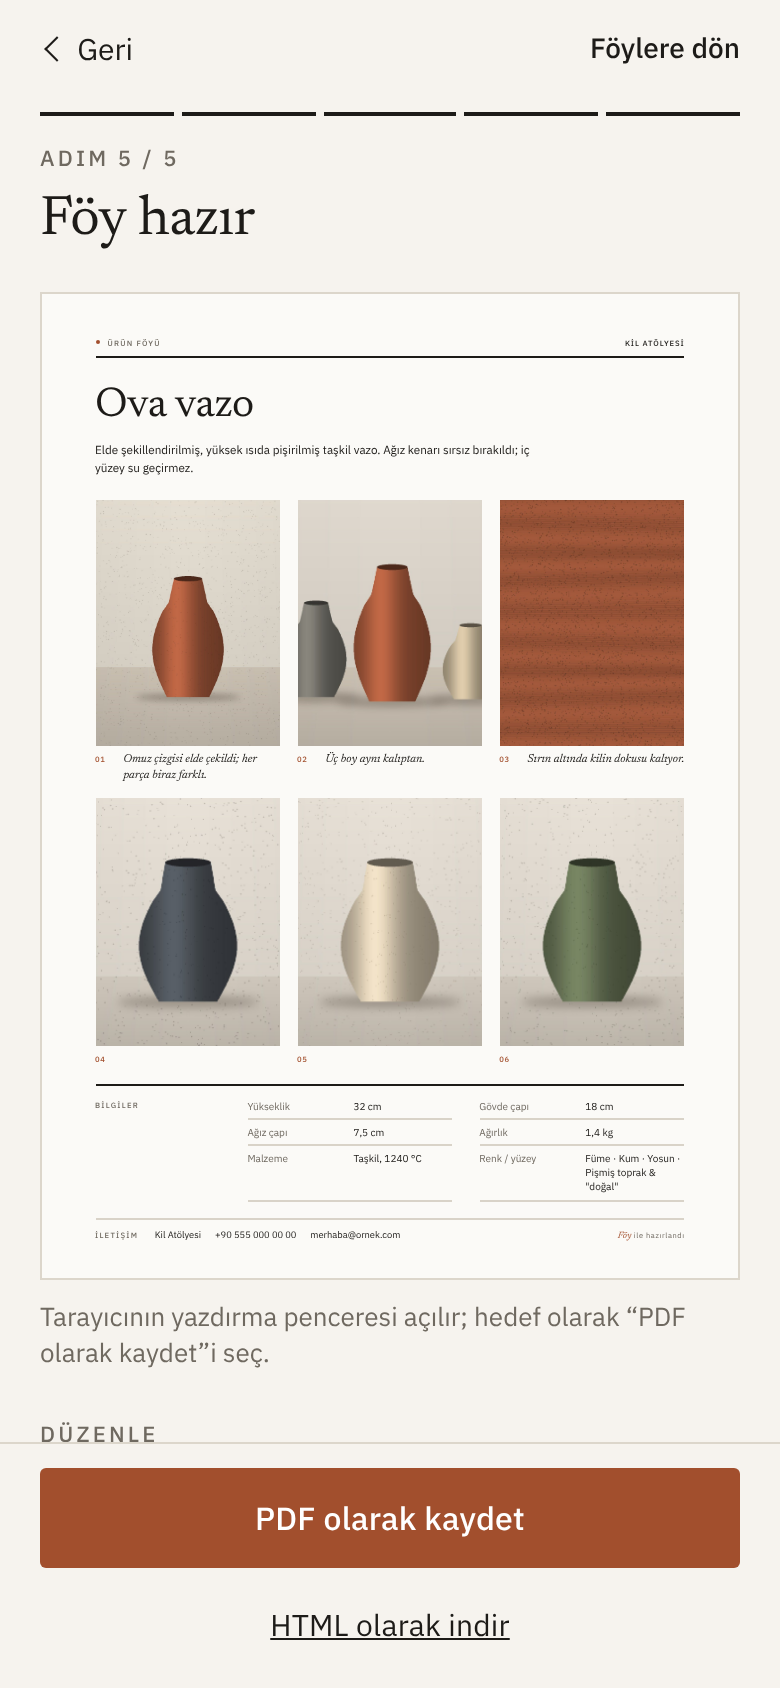 Geri
Föylere dön
ADIM 5 / 5
Föy hazır
ÜRÜN FÖYÜ
KİL ATÖLYESİ
Ova vazo
Elde şekillendirilmiş, yüksek ısıda pişirilmiş taşkil vazo. Ağız kenarı sırsız bırakıldı; iç
yüzey su geçirmez.
01 Omuz çizgisi elde çekildi; her
parça biraz farklı.
02 Üç boy aynı kalıptan.
03 Sırın altında kilin dokusu kalıyor.
04
05
06
BİLGİLER
Yükseklik 32 cm
Gövde çapı 18 cm
Ağız çapı 7,5 cm
Ağırlık 1,4 kg
Malzeme Taşkil, 1240 °C
Renk / yüzey Füme · Kum · Yosun ·
Pişmiş toprak &
"doğal"
İLETİŞİM Kil Atölyesi +90 555 000 00 00 merhaba@ornek.com
Föy ile hazırlandı
Tarayıcının yazdırma penceresi açılır; hedef olarak “PDF
olarak kaydet”i seç.
DÜZENLE
PDF olarak kaydet
HTML olarak indir